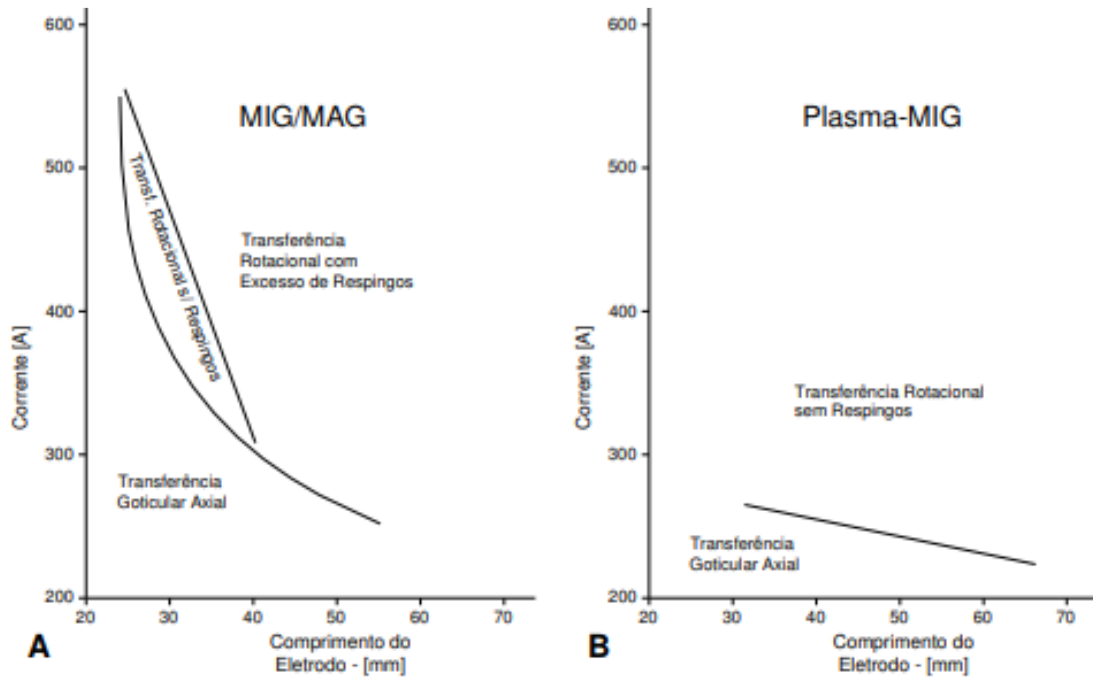 600
500
400
300
200
Corrente [A]
MIG/MAG
Transf. Rotacional s/ Respingos
Transferência
Rotacional com
Excesso de Respingos
Transferência
Goticular Axial
20
30
40
50
60
70
A
Comprimento do
Eletrodo - [mm]
600
500
400
300
200
Corrente [A]
Plasma-MIG
Transferência Rotacional
sem Respingos
Transferência
Goticular Axial
20
30
40
50
60
70
B
Comprimento do
Eletrodo - [mm]